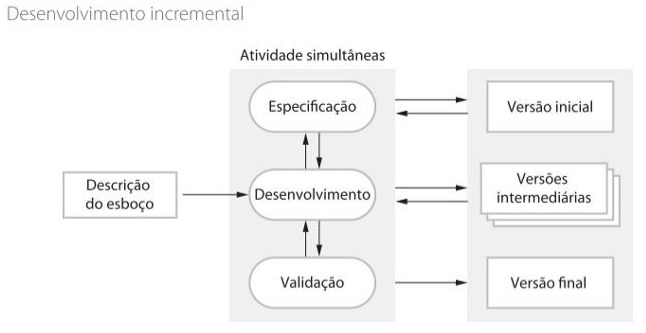 Desenvolvimento incremental
Atividade simultâneas
Especificação
Versão inicial
Descrição
do esboço
Desenvolvimento
Versões
intermediárias
Validação
Versão final